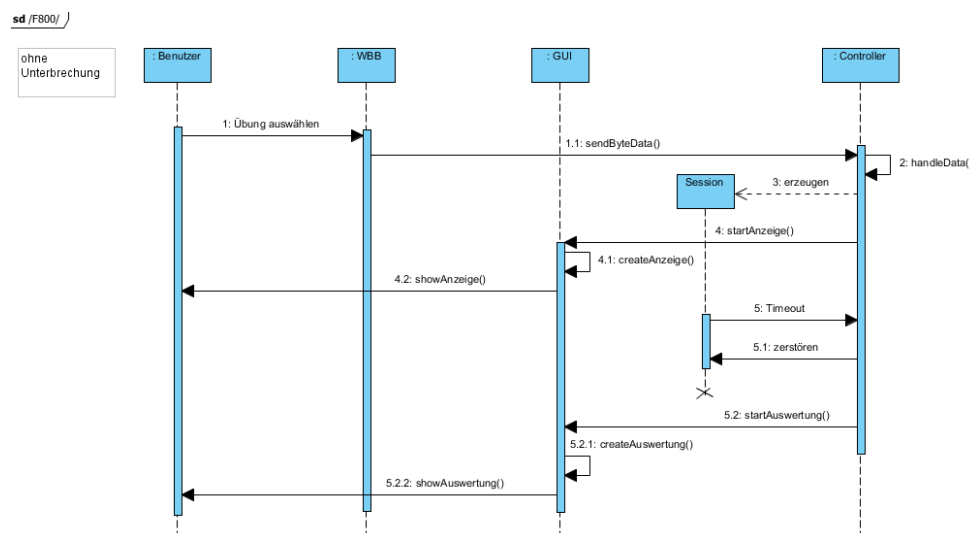 sd /F800/
ohne
Unterbrechung
: Benutzer
: WBB
: GUI
: Controller
1: Übung auswählen
1.1: sendByteData()
2: handleData(
Session
3: erzeugen
4: startAnzeige()
4.1: createAnzeige()
4.2: showAnzeige()
5: Timeout
5.1: zerstören
5.2: startAuswertung()
5.2.1: createAuswertung()
5.2.2: showAuswertung()